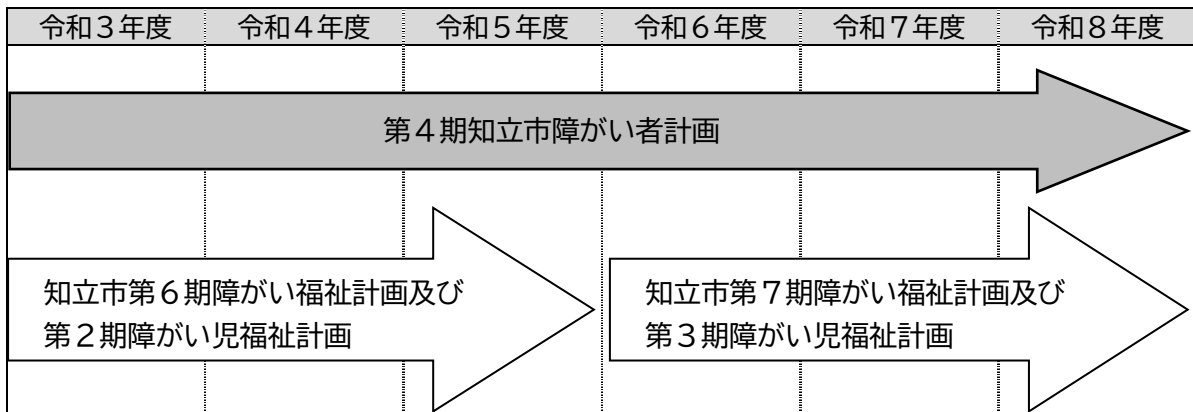 令和３年度 令和４年度 令和５年度 令和６年度 令和７年度 令和８年度
第４期知立市障がい者計画
知立市第６期障がい福祉計画及び
第２期障がい児福祉計画
知立市第７期障がい福祉計画及び
第３期障がい児福祉計画